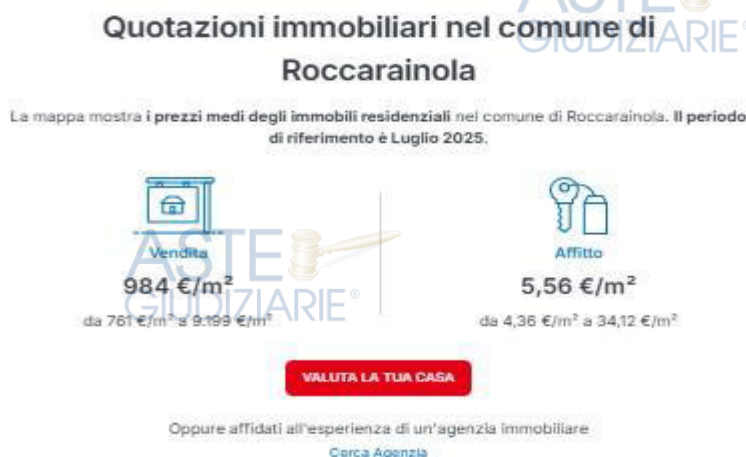 ASTE
GIUDIZIARIE®
Quotazioni immobiliari nel comune di
Roccarainola
La mappa mostra i prezzi medi degli immobili residenziali nel comune di Roccarainola. Il periodo
di riferimento è Luglio 2025.
Vendita
Affitto
ASTE
GIUDIZIARIE®
984 €/m²
5,56 €/m²
da 761 €/m² a 9.199 €/m²
da 4,36 €/m² a 34,12 €/m²
VALUTA LA TUA CASA
Oppure affidati all'esperienza di un'agenzia immobiliare
Cerca Agenzia